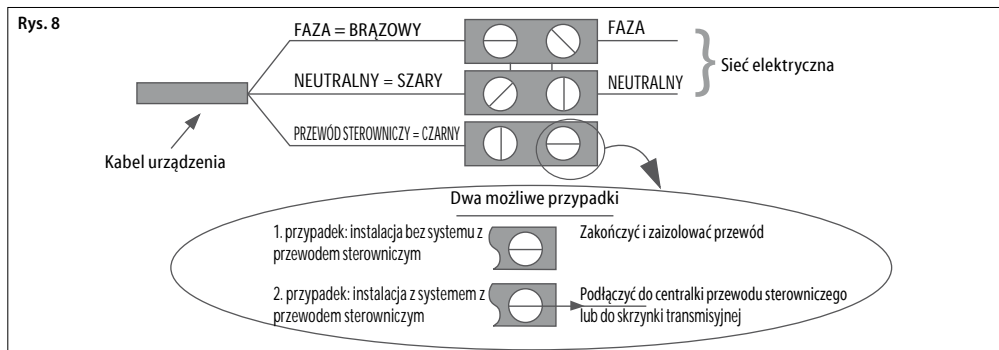 Rys. 8
FAZA = BRĄZOWY
FAZA
NEUTRALNY = SZARY
NEUTRALNY
Sieć elektryczna
PRZEWÓD STEROWNICZY = CZARNY
Kabel urządzenia
Dwa możliwe przypadki
1. przypadek: instalacja bez systemu z
przewodem sterowniczym
Zakończyć i zaizolować przewód
2. przypadek: instalacja z systemem z
przewodem sterowniczym
Podłączyć do centralki przewodu sterowniczego
lub do skrzynki transmisyjnej